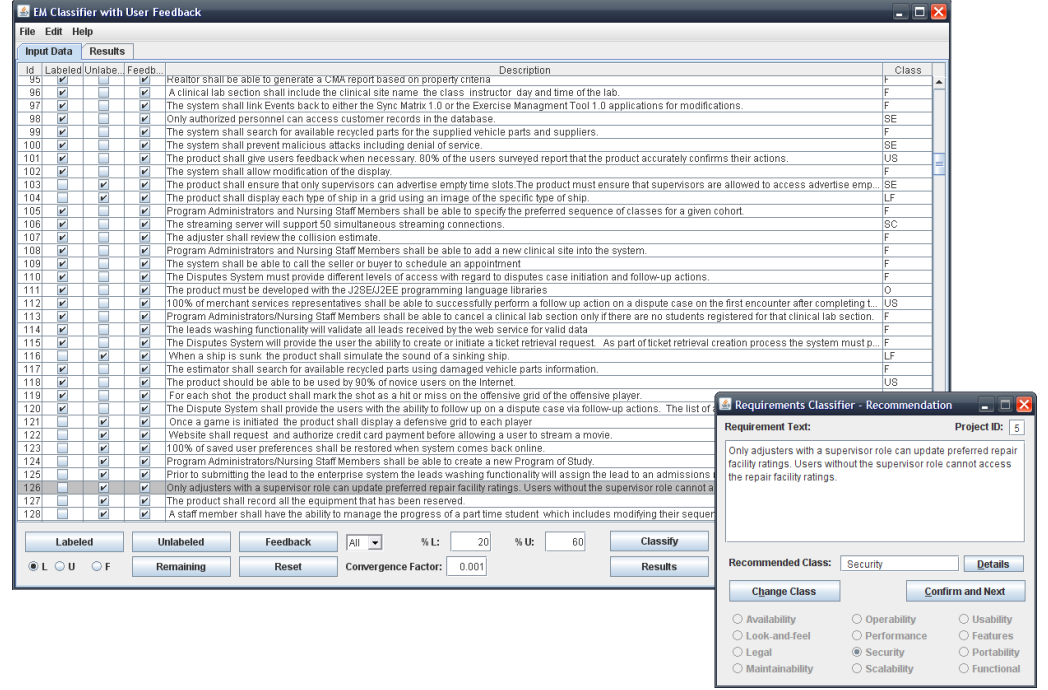 EM Classifier with User Feedback
File Edit Help
Input Data Results
Id Labeled Unlabe... Feedb... Description Class
95 Realtor shall be able to generate a CMA report based on property criteria F
96 A clinical lab section shall include the clinical site name the class instructor day and time of the lab. F
97 The system shall link Events back to either the Sync Matrix 1.0 or the Exercise Managment Tool 1.0 applications for modifications. F
98 Only authorized personnel can access customer records in the database. SE
99 The system shall search for available recycled parts for the supplied vehicle parts and suppliers. F
100 The system shall prevent malicious attacks including denial of service. SE
101 The product shall give users feedback when necessary. 80% of the users surveyed report that the product accurately confirms their actions. US
102 The system shall allow modification of the display. F
103 The product shall ensure that only supervisors can advertise empty time slots.The product must ensure that supervisors are allowed to access advertise emp... SE
104 The product shall display each type of ship in a grid using an image of the specific type of ship. LF
105 Program Administrators and Nursing Staff Members shall be able to specify the preferred sequence of classes for a given cohort. F
106 The streaming server will support 50 simultaneous streaming connections. SC
107 The adjuster shall review the collision estimate. F
108 Program Administrators and Nursing Staff Members shall be able to add a new clinical site into the system. F
109 The system shall be able to call the seller or buyer to schedule an appointment F
110 The Disputes System must provide different levels of access with regard to disputes case initiation and follow-up actions. F
111 The product must be developed with the J2SE/J2EE programming language libraries O
112 100% of merchant services representatives shall be able to successfully perform a follow up action on a dispute case on the first encounter after completing t... US
113 Program Administrators/Nursing Staff Members shall be able to cancel a clinical lab section only if there are no students registered for that clinical lab section. F
114 The leads washing functionality will validate all leads received by the web service for valid data F
115 The Disputes System will provide the user the ability to create or initiate a ticket retrieval request. As part of ticket retrieval creation process the system must p... F
116 When a ship is sunk the product shall simulate the sound of a sinking ship. LF
117 The estimator shall search for available recycled parts using damaged vehicle parts information. F
118 The product should be able to be used by 90% of novice users on the Internet. US
119 For each shot the product shall mark the shot as a hit or miss on the offensive grid of the offensive player.
120 The Dispute System shall provide the users with the ability to follow up on a dispute case via follow-up actions. The list of
121 Once a game is initiated the product shall display a defensive grid to each player
122 Website shall request and authorize credit card payment before allowing a user to stream a movie.
123 100% of saved user preferences shall be restored when system comes back online.
124 Program Administrators/Nursing Staff Members shall be able to create a new Program of Study.
125 Prior to submitting the lead to the enterprise system the leads washing functionality will assign the lead to an admissions
126 Only adjusters with a supervisor role can update preferred repair facility ratings. Users without the supervisor role cannot a
127 The product shall record all the equipment that has been reserved.
128 A staff member shall have the ability to manage the progress of a part time student which includes modifying their sequen
Labeled Unlabeled Feedback All % L: 20 % U: 60 Classify
L U F Remaining Reset Convergence Factor: 0.001 Results
Requirements Classifier - Recommendation
Requirement Text: Project ID: 5
Only adjusters with a supervisor role can update preferred repair
facility ratings. Users without the supervisor role cannot access
the repair facility ratings.
Recommended Class: Security Details
Change Class Confirm and Next
Availability Operability Usability
Look-and-feel Performance Features
Legal Security Portability
Maintainability Scalability Functional